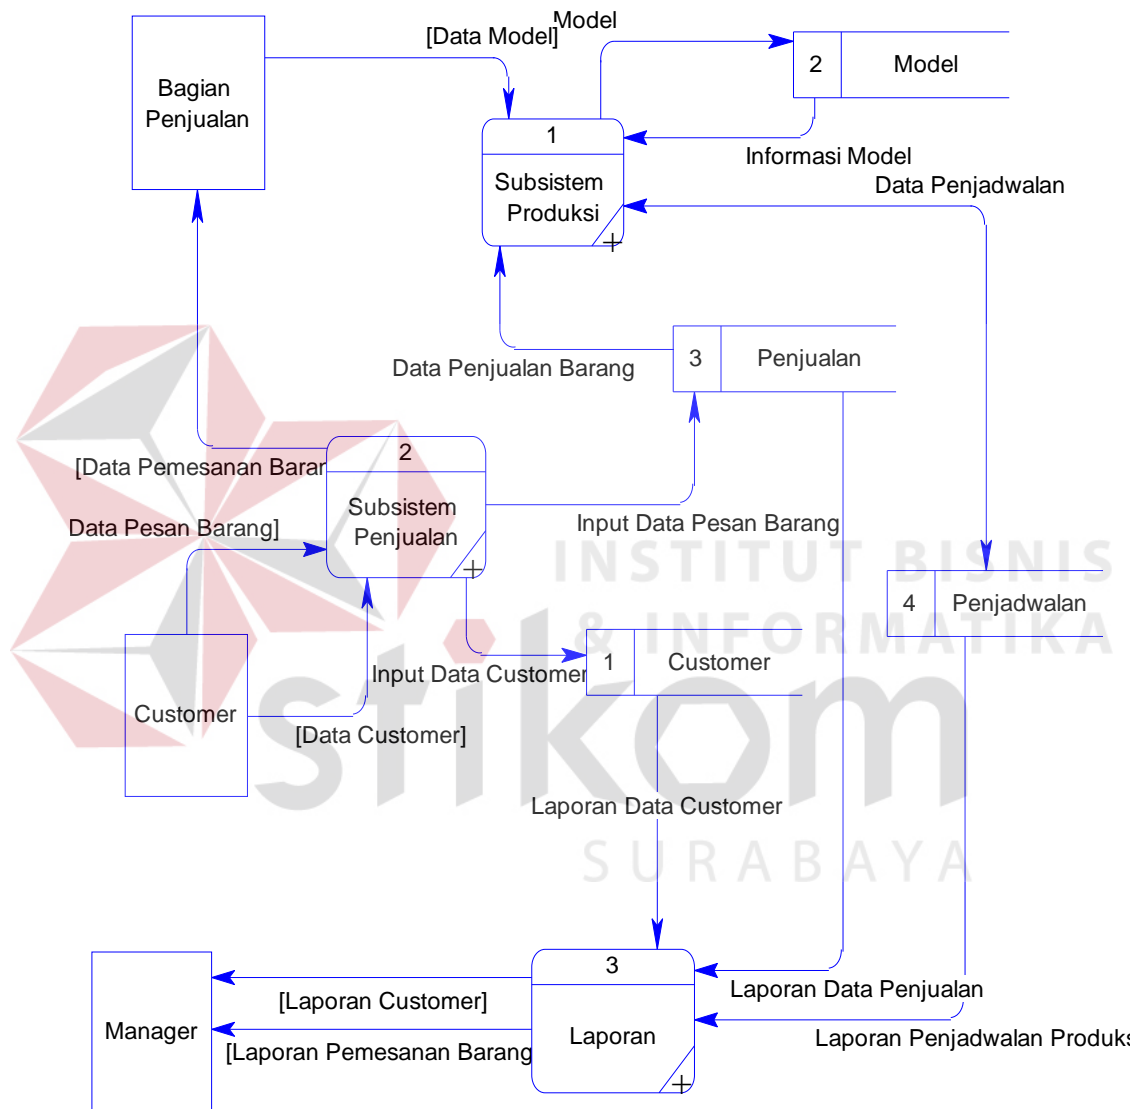 Model
[Data Model]
2
Model
Bagian
Penjualan
1
Informasi Model
Subsistem
Produksi
Data Penjadwalan
3
Penjualan
Data Penjualan Barang
2
[Data Pemesanan Barar
Subsistem
Penjualan
Data Pesan Barang]
Input Data Pesan Barang
INSTITUT BISNIS
& INFORMATIKA
4
Penjadwalan
1
Customer
Input Data Customer
Customer
[Data Customer]
stikom
Laporan Data Customer
SURABAYA
3
Laporan
[Laporan Customer]
Laporan Data Penjualan
Manager
[Laporan Pemesanan Barang
Laporan Penjadwalan Produks